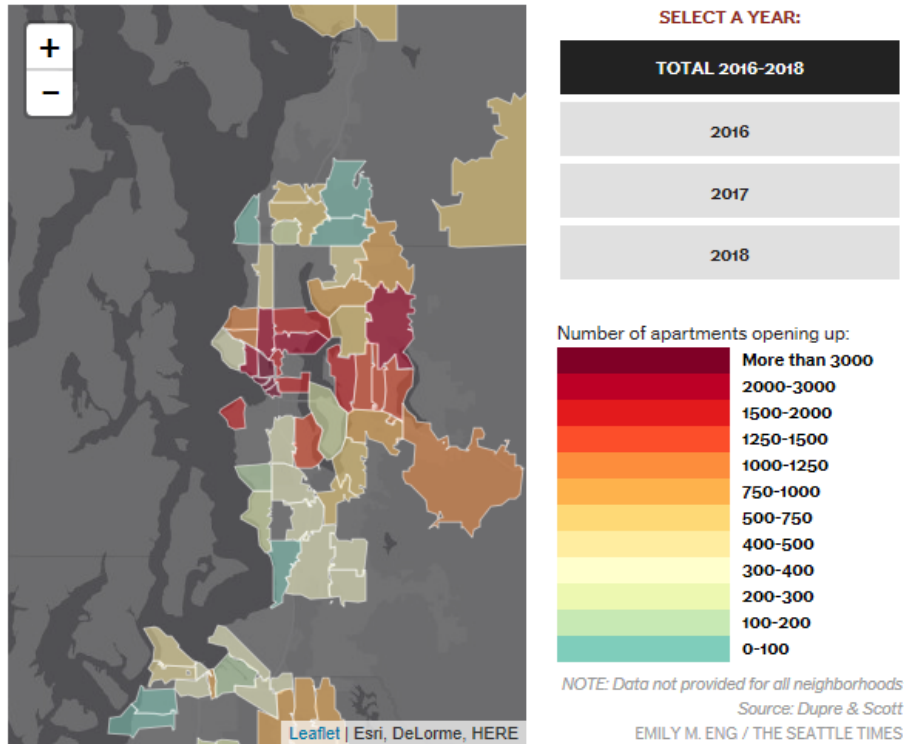 +
−
SELECT A YEAR:
TOTAL 2016-2018
2016
2017
2018
Number of apartments opening up:
More than 3000
2000-3000
1500-2000
1250-1500
1000-1250
750-1000
500-750
400-500
300-400
200-300
100-200
0-100
NOTE: Data not provided for all neighborhoods
Source: Dupre & Scott
Leaflet | Esri, DeLorme, HERE
EMILY M. ENG / THE SEATTLE TIMES